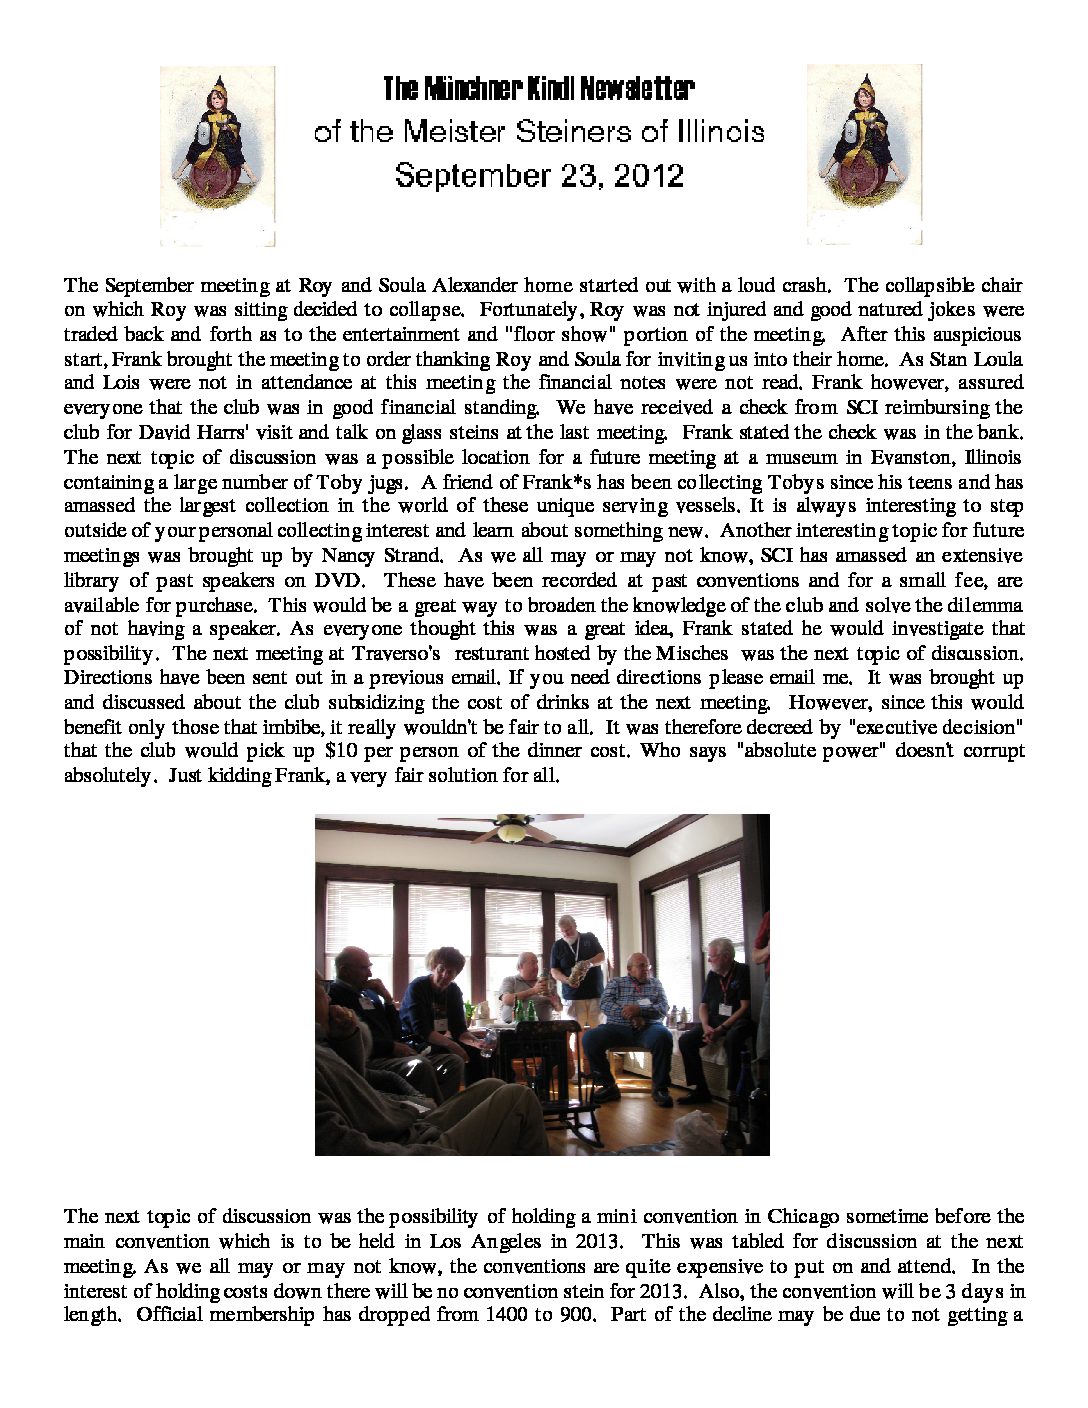 The Münchner Kindl Newsletter
of the Meister Steiners of Illinois
September 23, 2012
The September meeting at Roy and Soula Alexander home started out with a loud crash. The collapsible chair
on which Roy was sitting decided to collapse. Fortunately, Roy was not injured and good natured jokes were
traded back and forth as to the entertainment and "floor show" portion of the meeting. After this auspicious
start, Frank brought the meeting to order thanking Roy and Soula for inviting us into their home. As Stan Loula
and Lois were not in attendance at this meeting the financial notes were not read. Frank however, assured
everyone that the club was in good financial standing. We have received a check from SCI reimbursing the
club for David Harrs' visit and talk on glass steins at the last meeting. Frank stated the check was in the bank.
The next topic of discussion was a possible location for a future meeting at a museum in Evanston, Illinois
containing a large number of Toby jugs. A friend of Frank*s has been collecting Tobys since his teens and has
amassed the largest collection in the world of these unique serving vessels. It is always interesting to step
outside of your personal collecting interest and learn about something new. Another interesting topic for future
meetings was brought up by Nancy Strand. As we all may or may not know, SCI has amassed an extensive
library of past speakers on DVD. These have been recorded at past conventions and for a small fee, are
available for purchase. This would be a great way to broaden the knowledge of the club and solve the dilemma
of not having a speaker. As everyone thought this was a great idea, Frank stated he would investigate that
possibility. The next meeting at Traverso's resturant hosted by the Misches was the next topic of discussion.
Directions have been sent out in a previous email. If you need directions please email me. It was brought up
and discussed about the club subsidizing the cost of drinks at the next meeting. However, since this would
benefit only those that imbibe, it really wouldn't be fair to all. It was therefore decreed by "executive decision"
that the club would pick up $10 per person of the dinner cost. Who says "absolute power" doesn't corrupt
absolutely. Just kidding Frank, a very fair solution for all.
The next topic of discussion was the possibility of holding a mini convention in Chicago sometime before the
main convention which is to be held in Los Angeles in 2013. This was tabled for discussion at the next
meeting. As we all may or may not know, the conventions are quite expensive to put on and attend. In the
interest of holding costs down there will be no convention stein for 2013. Also, the convention will be 3 days in
length. Official membership has dropped from 1400 to 900. Part of the decline may be due to not getting a